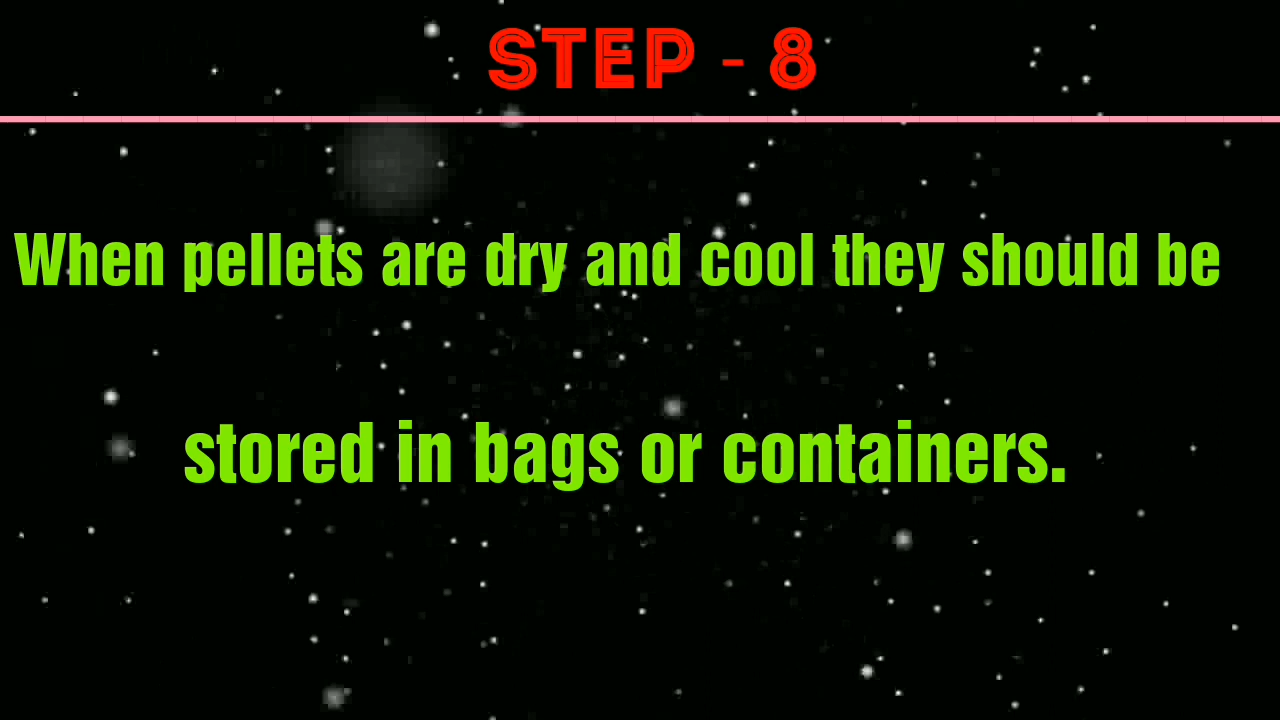 STEP - 8
When pellets are dry and cool they should be
stored in bags or containers.